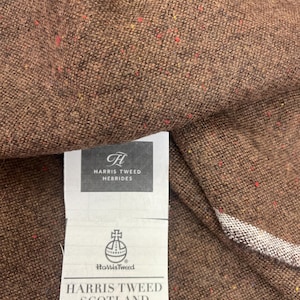 H
HARRIS TWEED
HEBRIDES
Harris Tweed
HARRIS TWEED
SCOTLAND